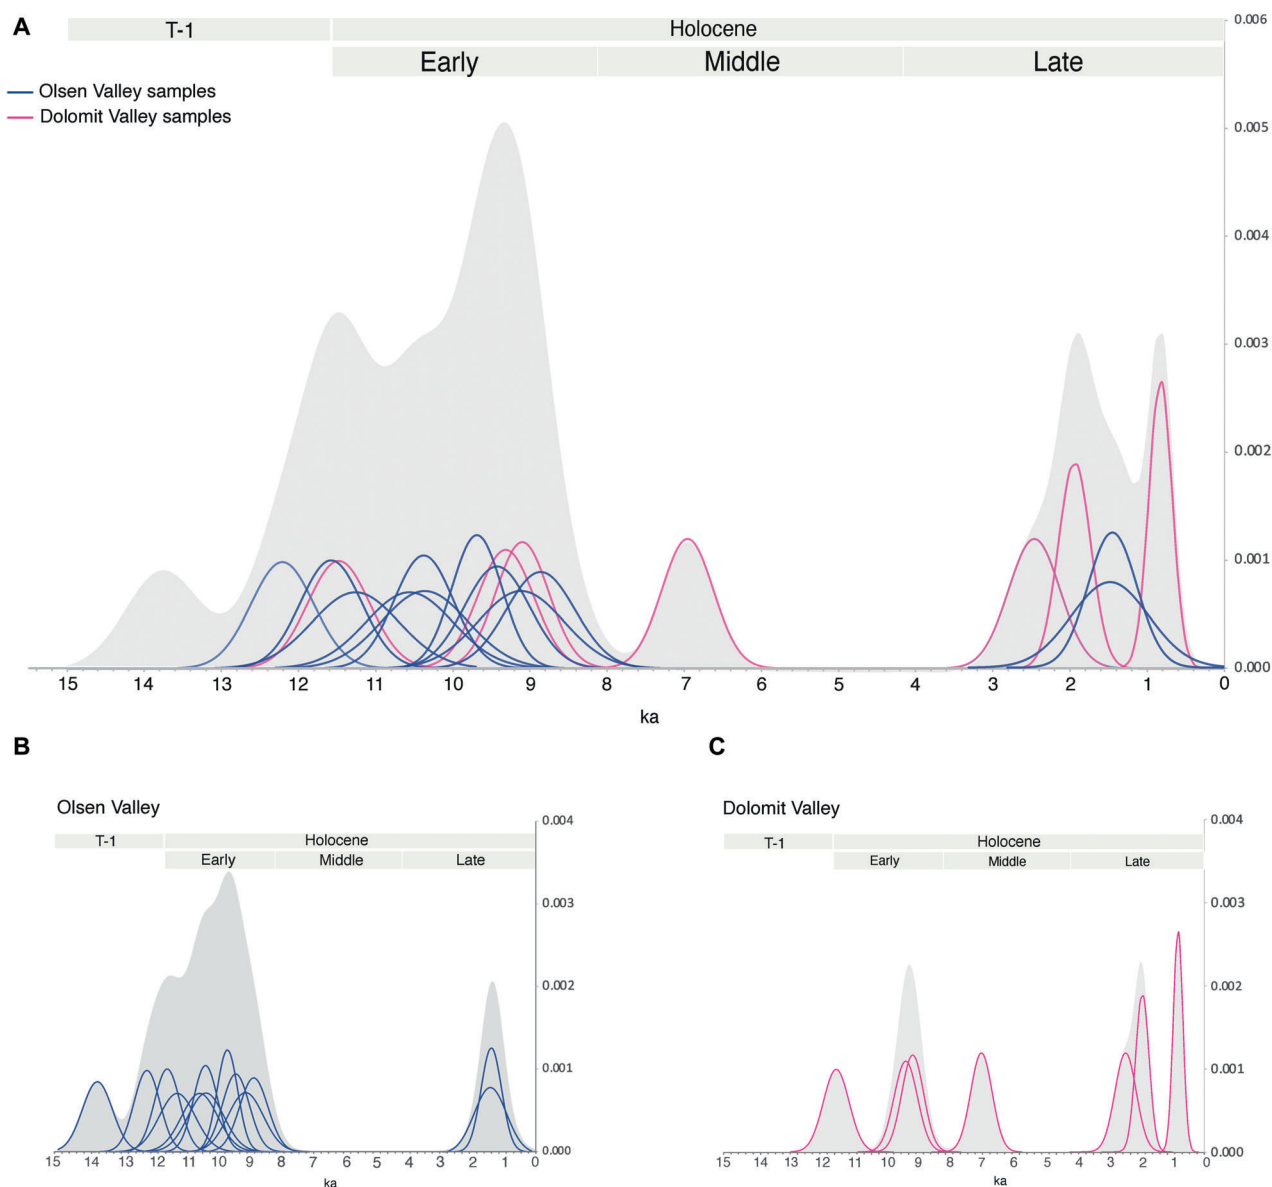 A
T-1
Holocene
Early
Middle
Late
Olsen Valley samples
Dolomit Valley samples
0.006
0.005
0.004
0.003
0.002
0.001
0.000
15 14 13 12 11 10 9 8 7 6 5 4 3 2 1 0
ka
B
Olsen Valley
T-1
Holocene
Early
Middle
Late
0.004
0.003
0.002
0.001
0.000
15 14 13 12 11 10 9 8 7 6 5 4 3 2 1 0
ka
C
Dolomit Valley
T-1
Holocene
Early
Middle
Late
0.004
0.003
0.002
0.001
0.000
15 14 13 12 11 10 9 8 7 6 5 4 3 2 1 0
ka